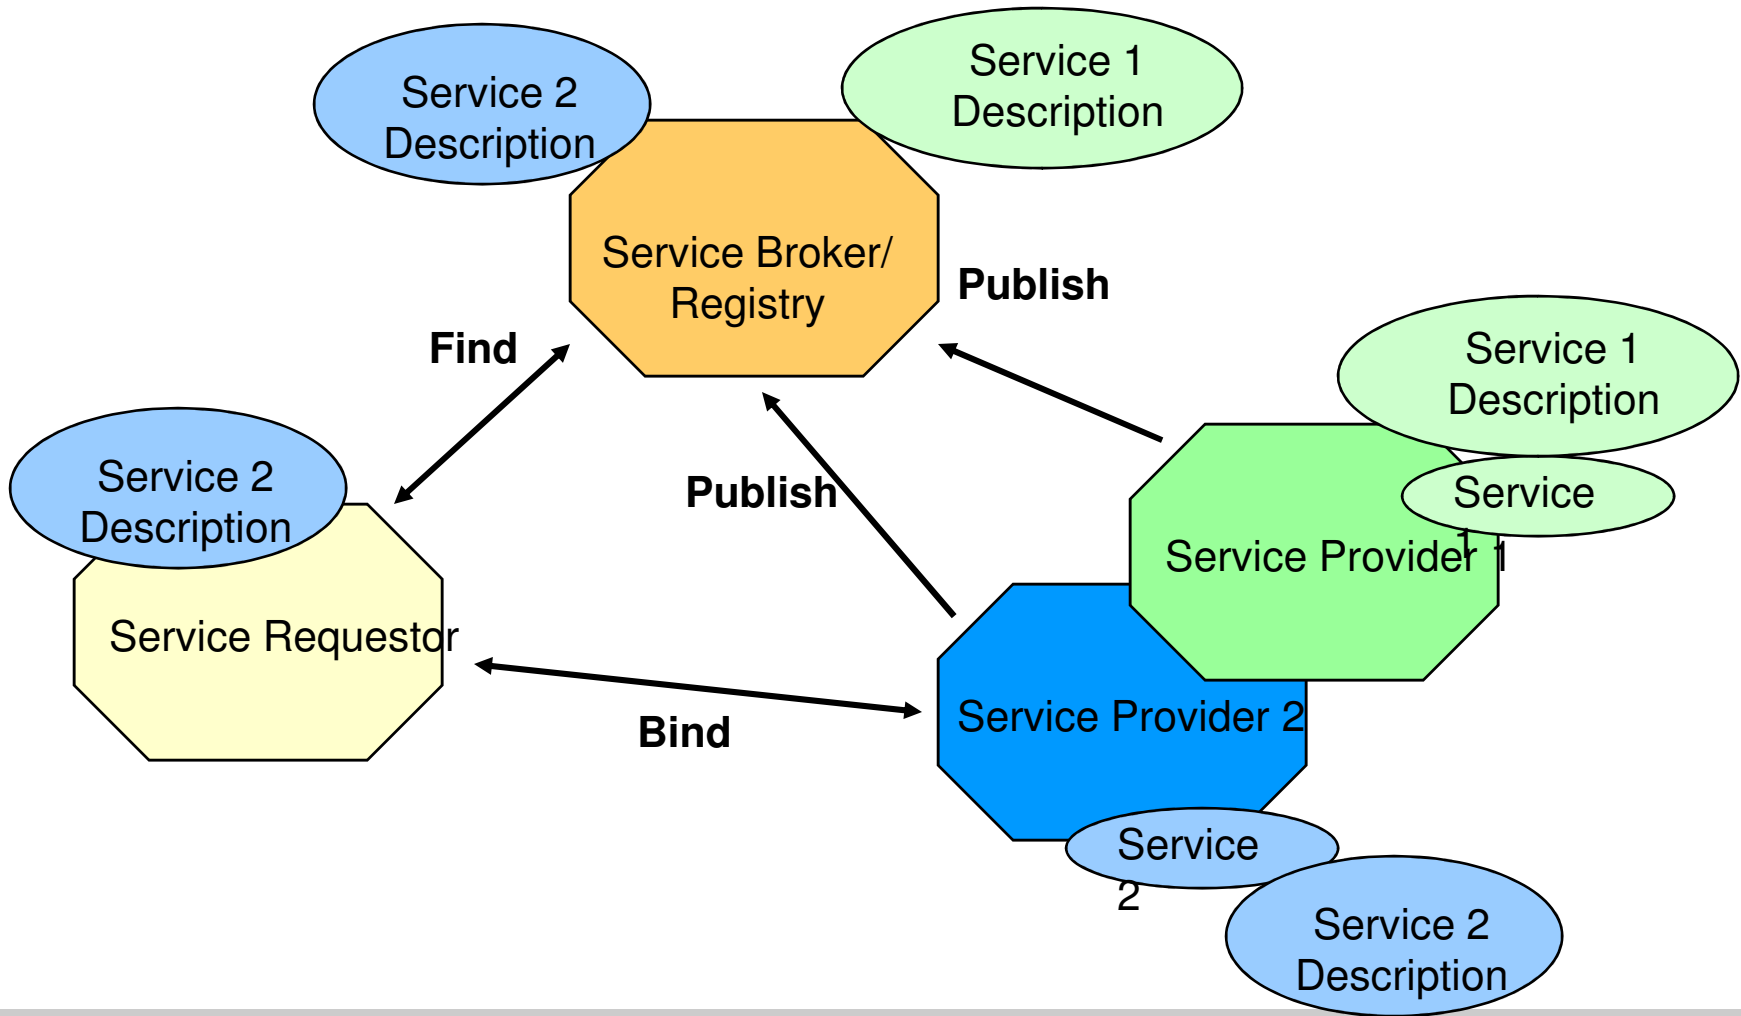 Service 1
Description
Service 2
Description
Service Broker/
Registry
Publish
Find
Service 1
Description
Service 2
Description
Publish
Service
1
Service Provider 1
Service Requestor
Service Provider 2
Bind
Service
2
Service 2
Description